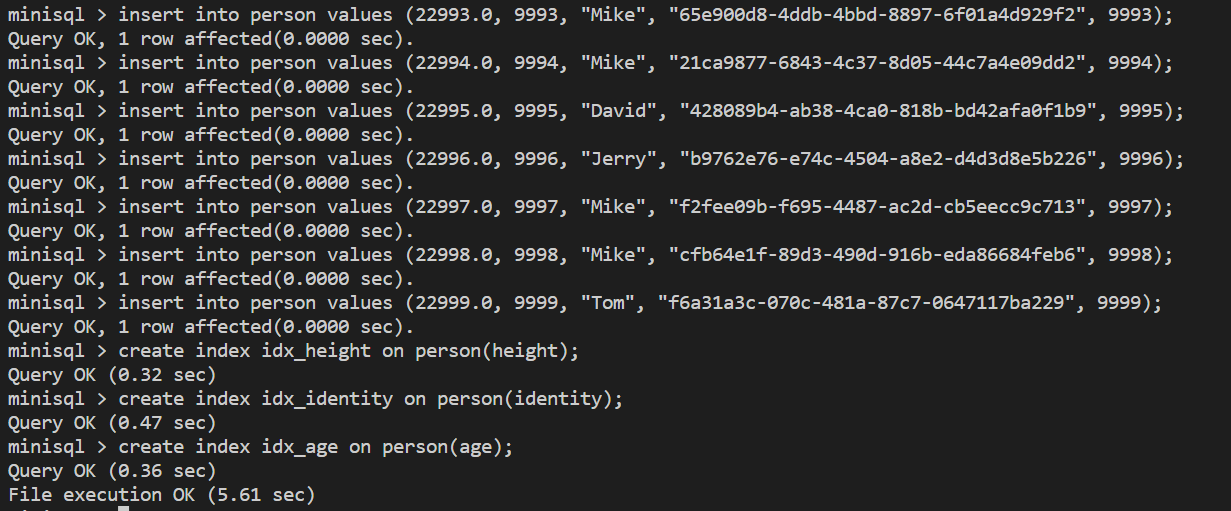 minisql > insert into person values (22993.0, 9993, "Mike", "65e900d8-4ddb-4bbd-8897-6f01a4d929f2", 9993);
Query OK, 1 row affected(0.0000 sec).
minisql > insert into person values (22994.0, 9994, "Mike", "21ca9877-6843-4c37-8d05-44c7a4e09dd2", 9994);
Query OK, 1 row affected(0.0000 sec).
minisql > insert into person values (22995.0, 9995, "David", "428089b4-ab38-4ca0-818b-bd42afa0f1b9", 9995);
Query OK, 1 row affected(0.0000 sec).
minisql > insert into person values (22996.0, 9996, "Jerry", "b9762e76-e74c-4504-a8e2-d4d3d8e5b226", 9996);
Query OK, 1 row affected(0.0000 sec).
minisql > insert into person values (22997.0, 9997, "Mike", "f2fee09b-f695-4487-ac2d-cb5eecc9c713", 9997);
Query OK, 1 row affected(0.0000 sec).
minisql > insert into person values (22998.0, 9998, "Mike", "cfb64e1f-89d3-490d-916b-eda86684feb6", 9998);
Query OK, 1 row affected(0.0000 sec).
minisql > insert into person values (22999.0, 9999, "Tom", "f6a31a3c-070c-481a-87c7-0647117ba229", 9999);
Query OK, 1 row affected(0.0000 sec).
minisql > create index idx_height on person(height);
Query OK (0.32 sec)
minisql > create index idx_identity on person(identity);
Query OK (0.47 sec)
minisql > create index idx_age on person(age);
Query OK (0.36 sec)
File execution OK (5.61 sec)